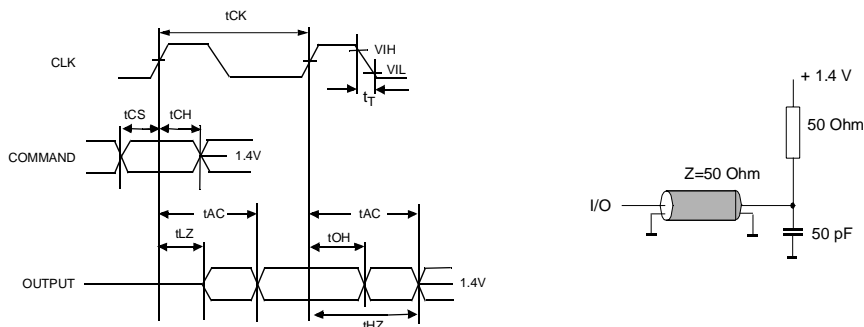 tCK
CLK
VIH
VIL
tT
tCS
tCH
COMMAND
1.4V
tAC
tAC
tLZ
tOH
OUTPUT
1.4V
tHZ
+ 1.4 V
50 Ohm
Z=50 Ohm
I/O
50 pF